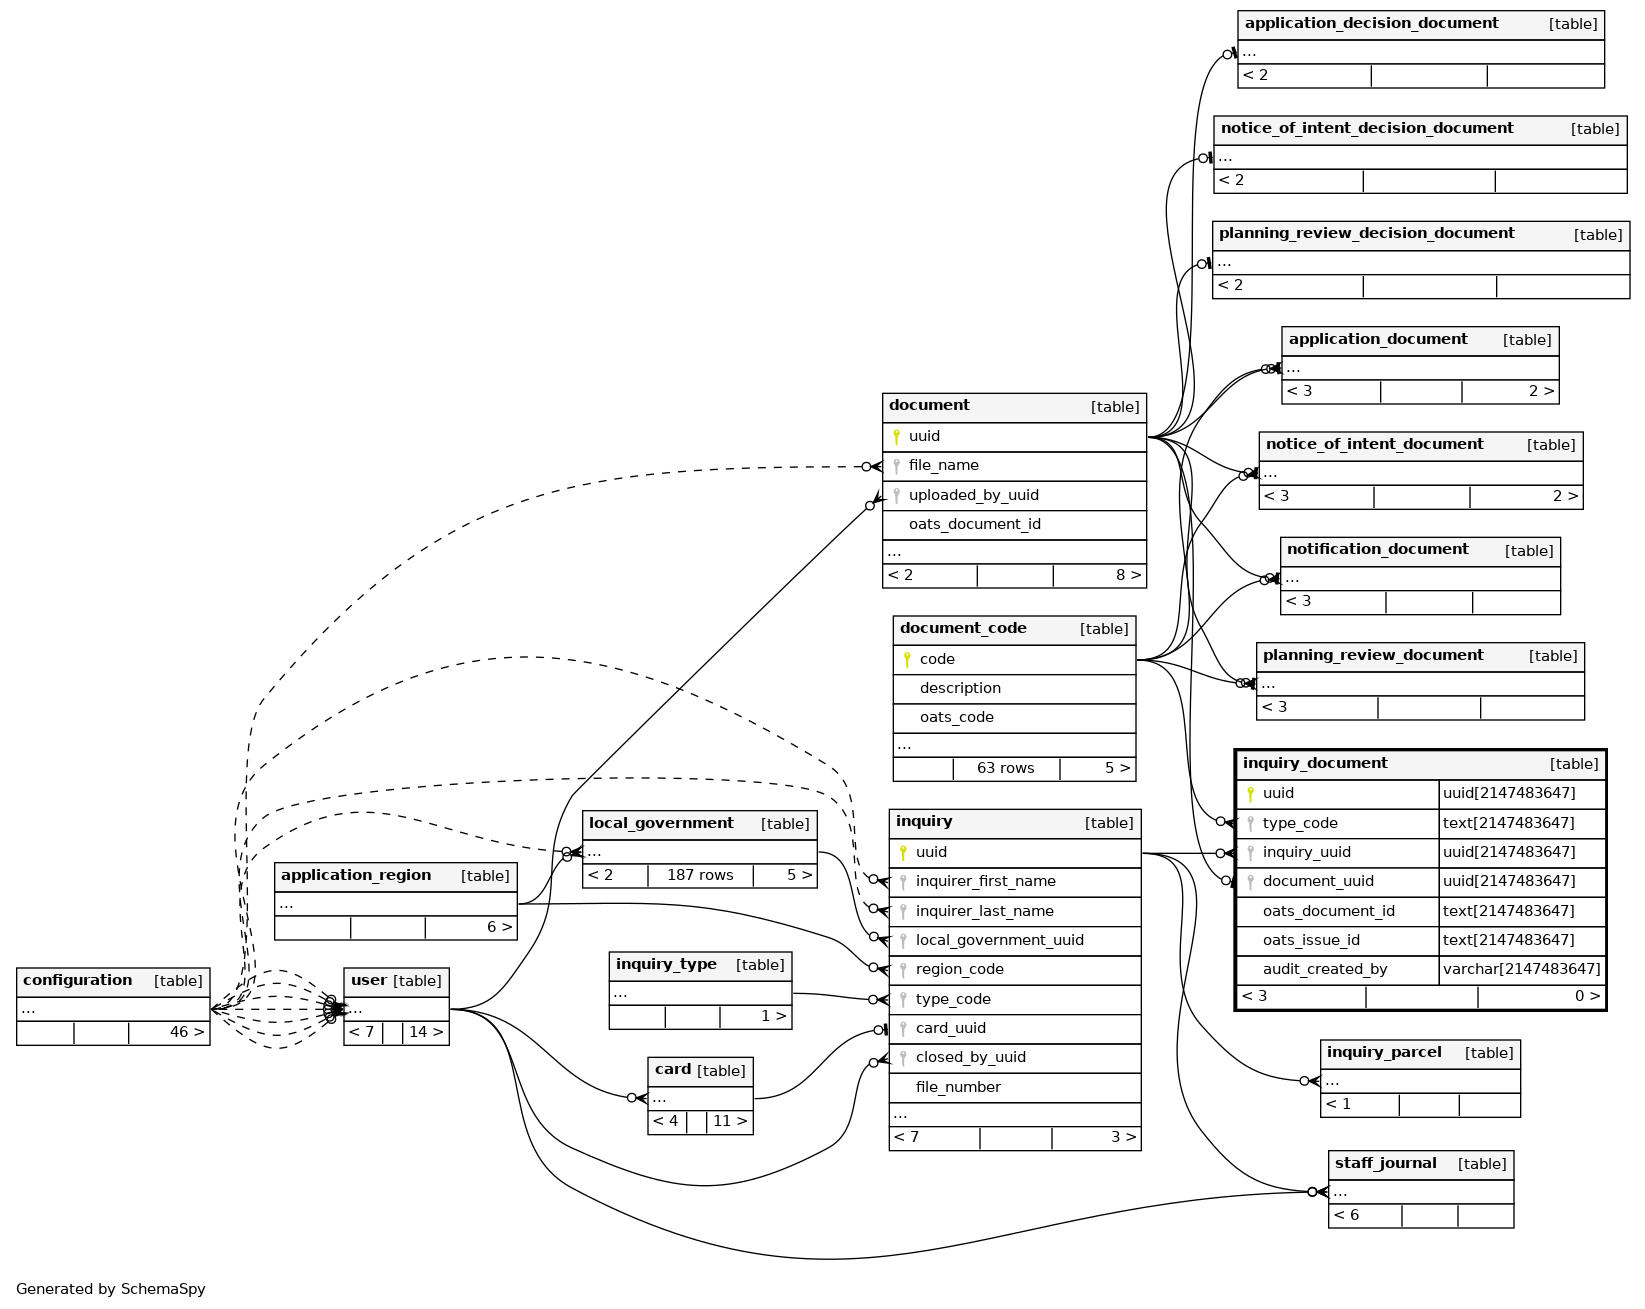 application_decision_document [table]
...
< 2
notice_of_intent_decision_document [table]
...
< 2
planning_review_decision_document [table]
...
< 2
application_document [table]
...
< 3 2 >
document [table]
uuid
file_name
uploaded_by_uuid
oats_document_id
...
< 2 8 >
notice_of_intent_document [table]
...
< 3 2 >
notification_document [table]
...
< 3
document_code [table]
code
description
oats_code
...
63 rows 5 >
planning_review_document [table]
...
< 3
inquiry_document [table]
uuid uuid[2147483647]
type_code text[2147483647]
inquiry_uuid uuid[2147483647]
document_uuid uuid[2147483647]
oats_document_id text[2147483647]
oats_issue_id text[2147483647]
audit_created_by varchar[2147483647]
< 3 0 >
local_government [table]
...
< 2 187 rows 5 >
inquiry [table]
uuid
inquirer_first_name
inquirer_last_name
local_government_uuid
region_code
type_code
card_uuid
closed_by_uuid
file_number
...
< 7 3 >
application_region [table]
...
6 >
inquiry_type [table]
...
1 >
configuration [table]
...
46 >
user [table]
...
< 7 14 >
card [table]
...
< 4 11 >
inquiry_parcel [table]
...
< 1
staff_journal [table]
...
< 6
Generated by SchemaSpy